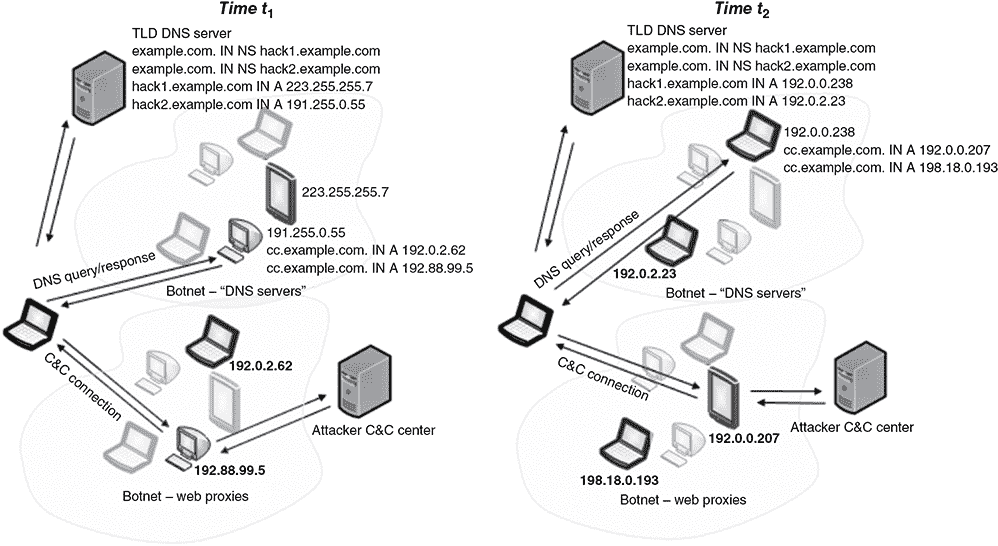 Time t1
TLD DNS server
example.com. IN NS hack1.example.com
example.com. IN NS hack2.example.com
hack1.example.com IN A 223.255.255.7
hack2.example.com IN A 191.255.0.55
223.255.255.7
191.255.0.55
cc.example.com. IN A 192.0.2.62
cc.example.com. IN A 192.88.99.5
DNS query/response
Botnet – “DNS servers”
192.0.2.62
C&C connection
Attacker C&C center
192.88.99.5
Botnet – web proxies
Time t2
TLD DNS server
example.com. IN NS hack1.example.com
example.com. IN NS hack2.example.com
hack1.example.com IN A 192.0.0.238
hack2.example.com IN A 192.0.2.23
192.0.0.238
cc.example.com. IN A 192.0.0.207
cc.example.com. IN A 198.18.0.193
DNS query/response
192.0.2.23
Botnet – “DNS servers”
C&C connection
Attacker C&C center
192.0.0.207
198.18.0.193
Botnet – web proxies